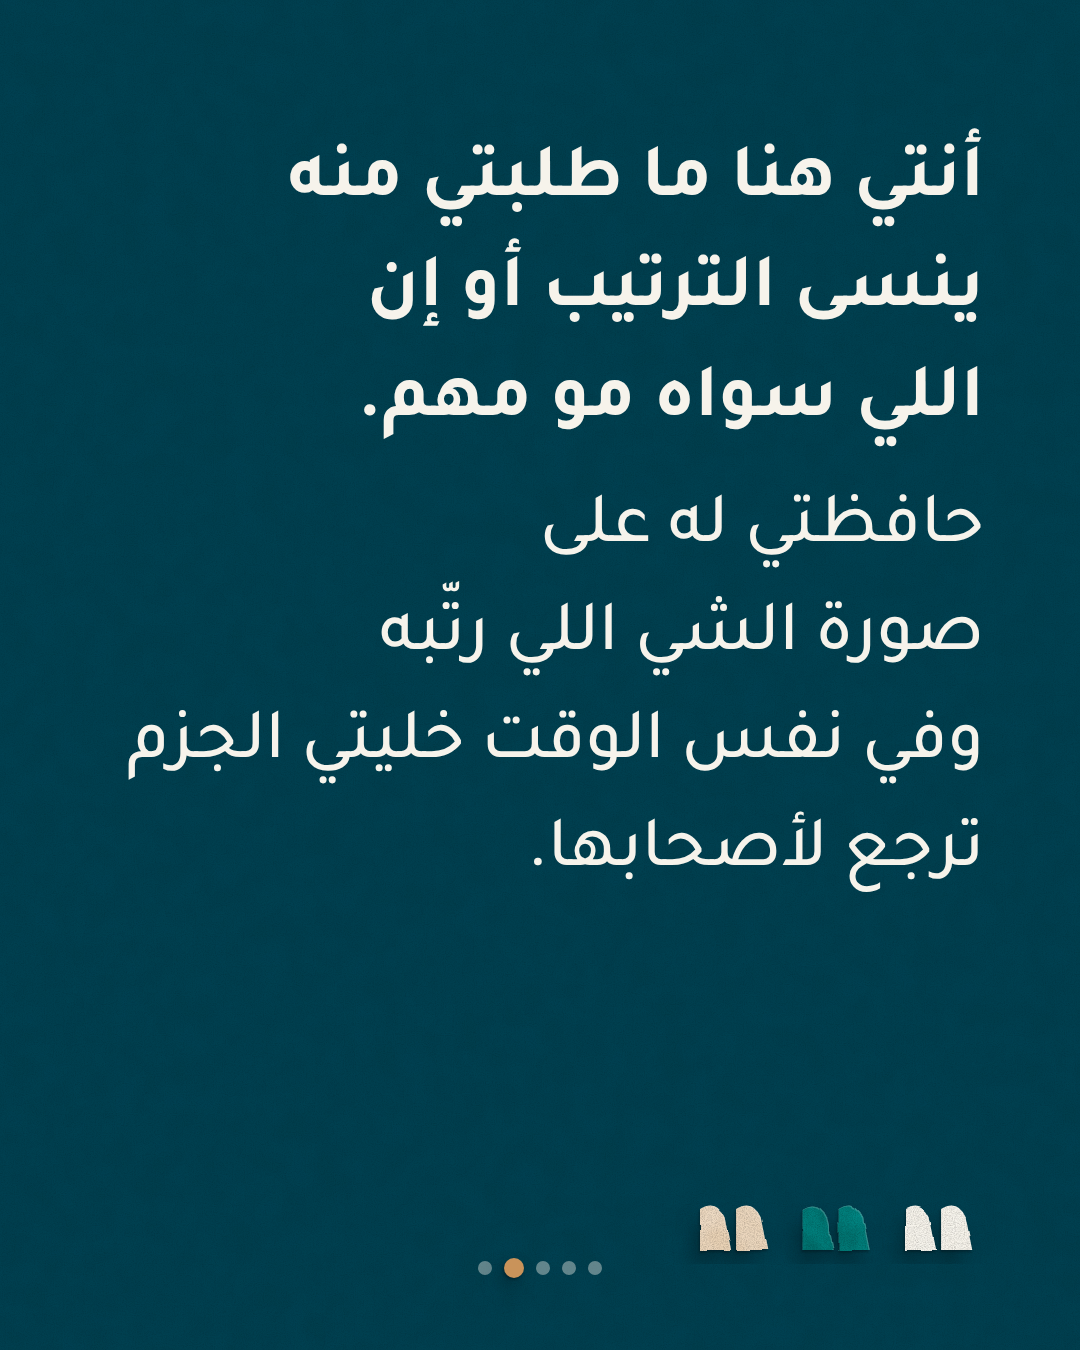 أنتي هنا ما طلبتي منه
ينسى الترتيب أو إن
اللي سواه مو مهم.
حافظتي له على
صورة الشي اللي رتّبه
وفي نفس الوقت خليتي الجزم
ترجع لأصحابها.